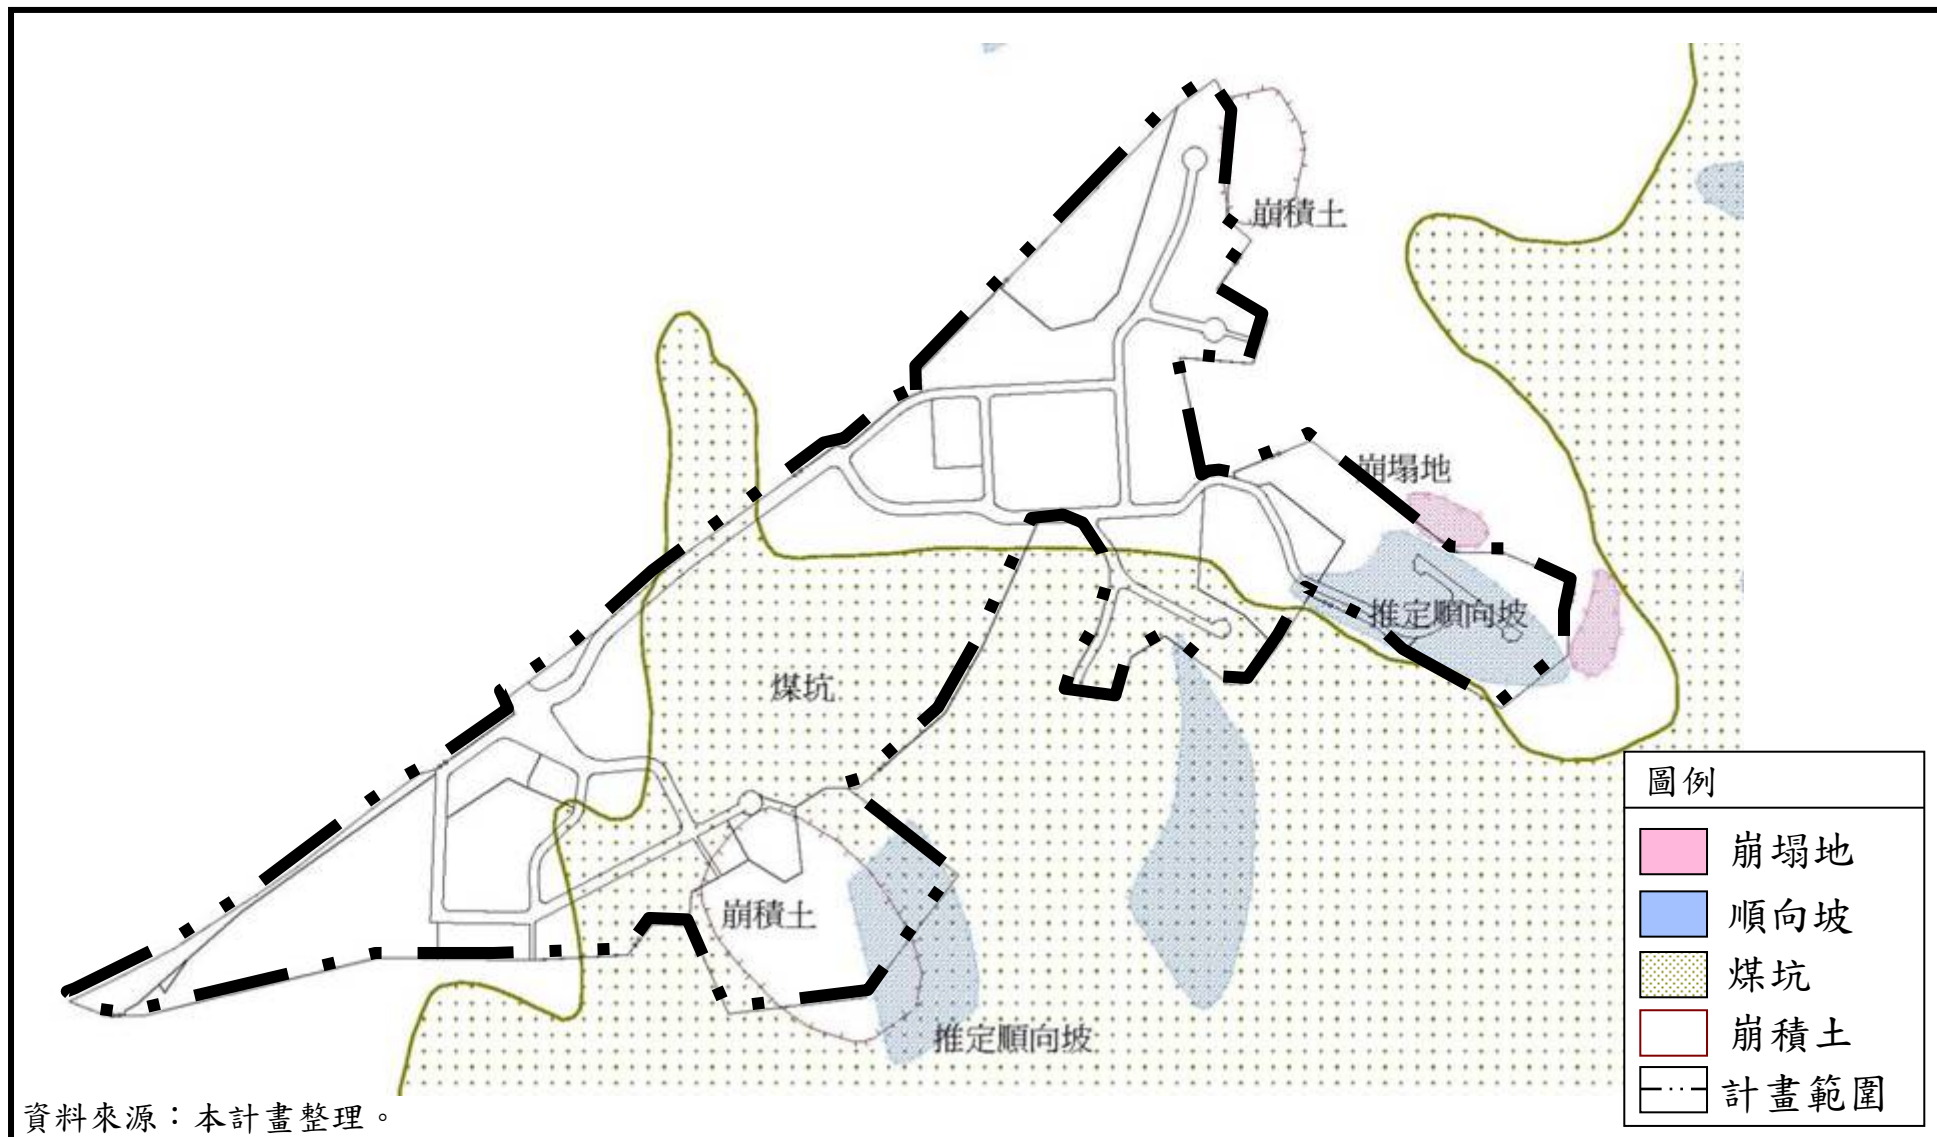 崩積土
崩塌地
推定順向坡
煤坑
崩積土
推定順向坡
圖例
崩塌地
順向坡
煤坑
崩積土
計畫範圍
資料來源：本計畫整理。